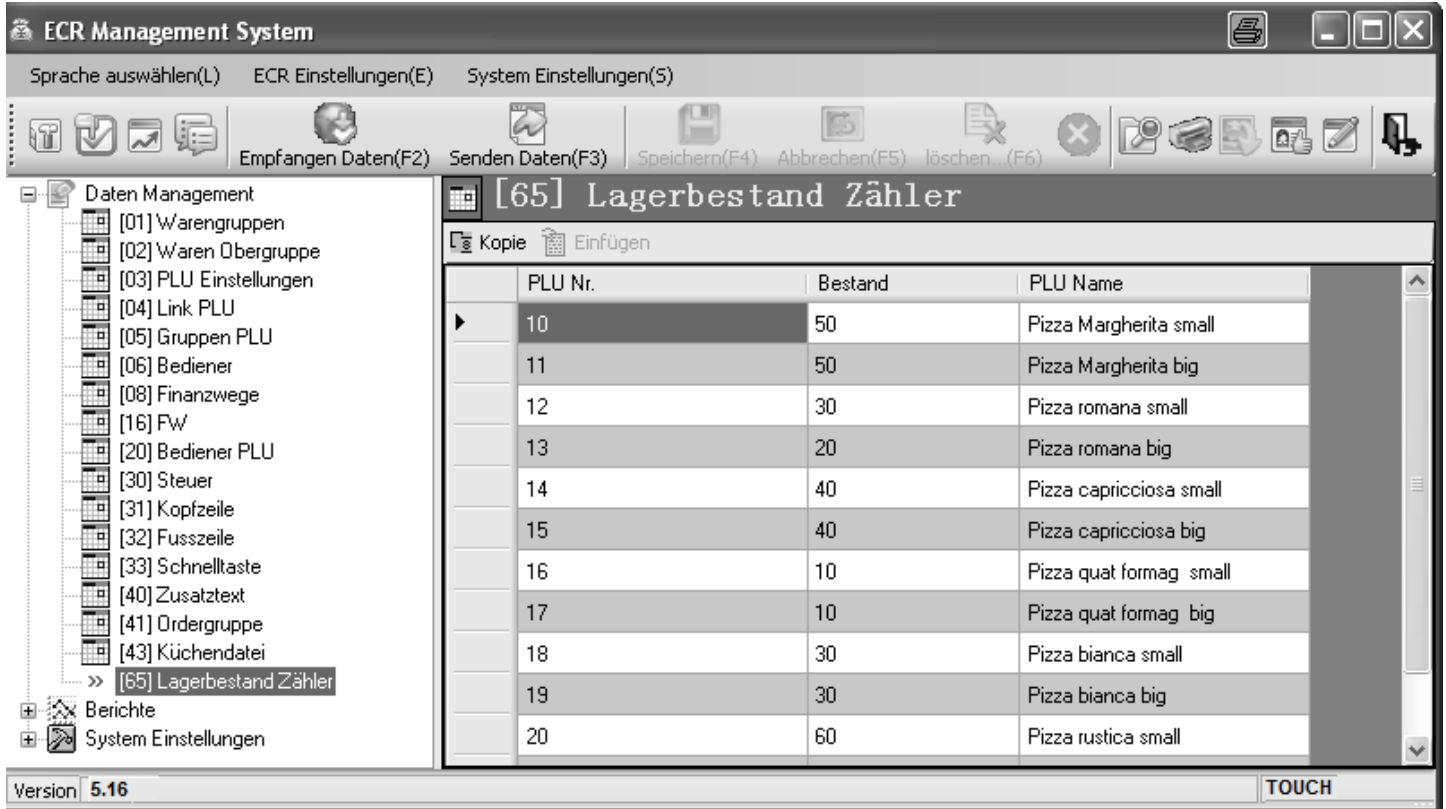 ECR Management System
Sprache auswählen(L) ECR Einstellungen(E) System Einstellungen(S)
Empfangen Daten(F2) Senden Daten(F3) Speichern(F4) Abbrechen(F5) löschen...(F6)
Daten Management
[01] Warengruppen
[02] Waren Obergruppe
[03] PLU Einstellungen
[04] Link PLU
[05] Gruppen PLU
[06] Bediener
[08] Finanzwege
[16] FW
[20] Bediener PLU
[30] Steuer
[31] Kopfzeile
[32] Fusszeile
[33] Schnelltaste
[40] Zusatztext
[41] Ordergruppe
[43] Küchendatei
[65] Lagerbestand Zähler
Berichte
System Einstellungen
[65] Lagerbestand Zähler
Kopie Einfügen
PLU Nr. Bestand PLU Name
10 50 Pizza Margherita small
11 50 Pizza Margherita big
12 30 Pizza romana small
13 20 Pizza romana big
14 40 Pizza capricciosa small
15 40 Pizza capricciosa big
16 10 Pizza quat formag small
17 10 Pizza quat formag big
18 30 Pizza bianca small
19 30 Pizza bianca big
20 60 Pizza rustica small
Version 5.16 TOUCH